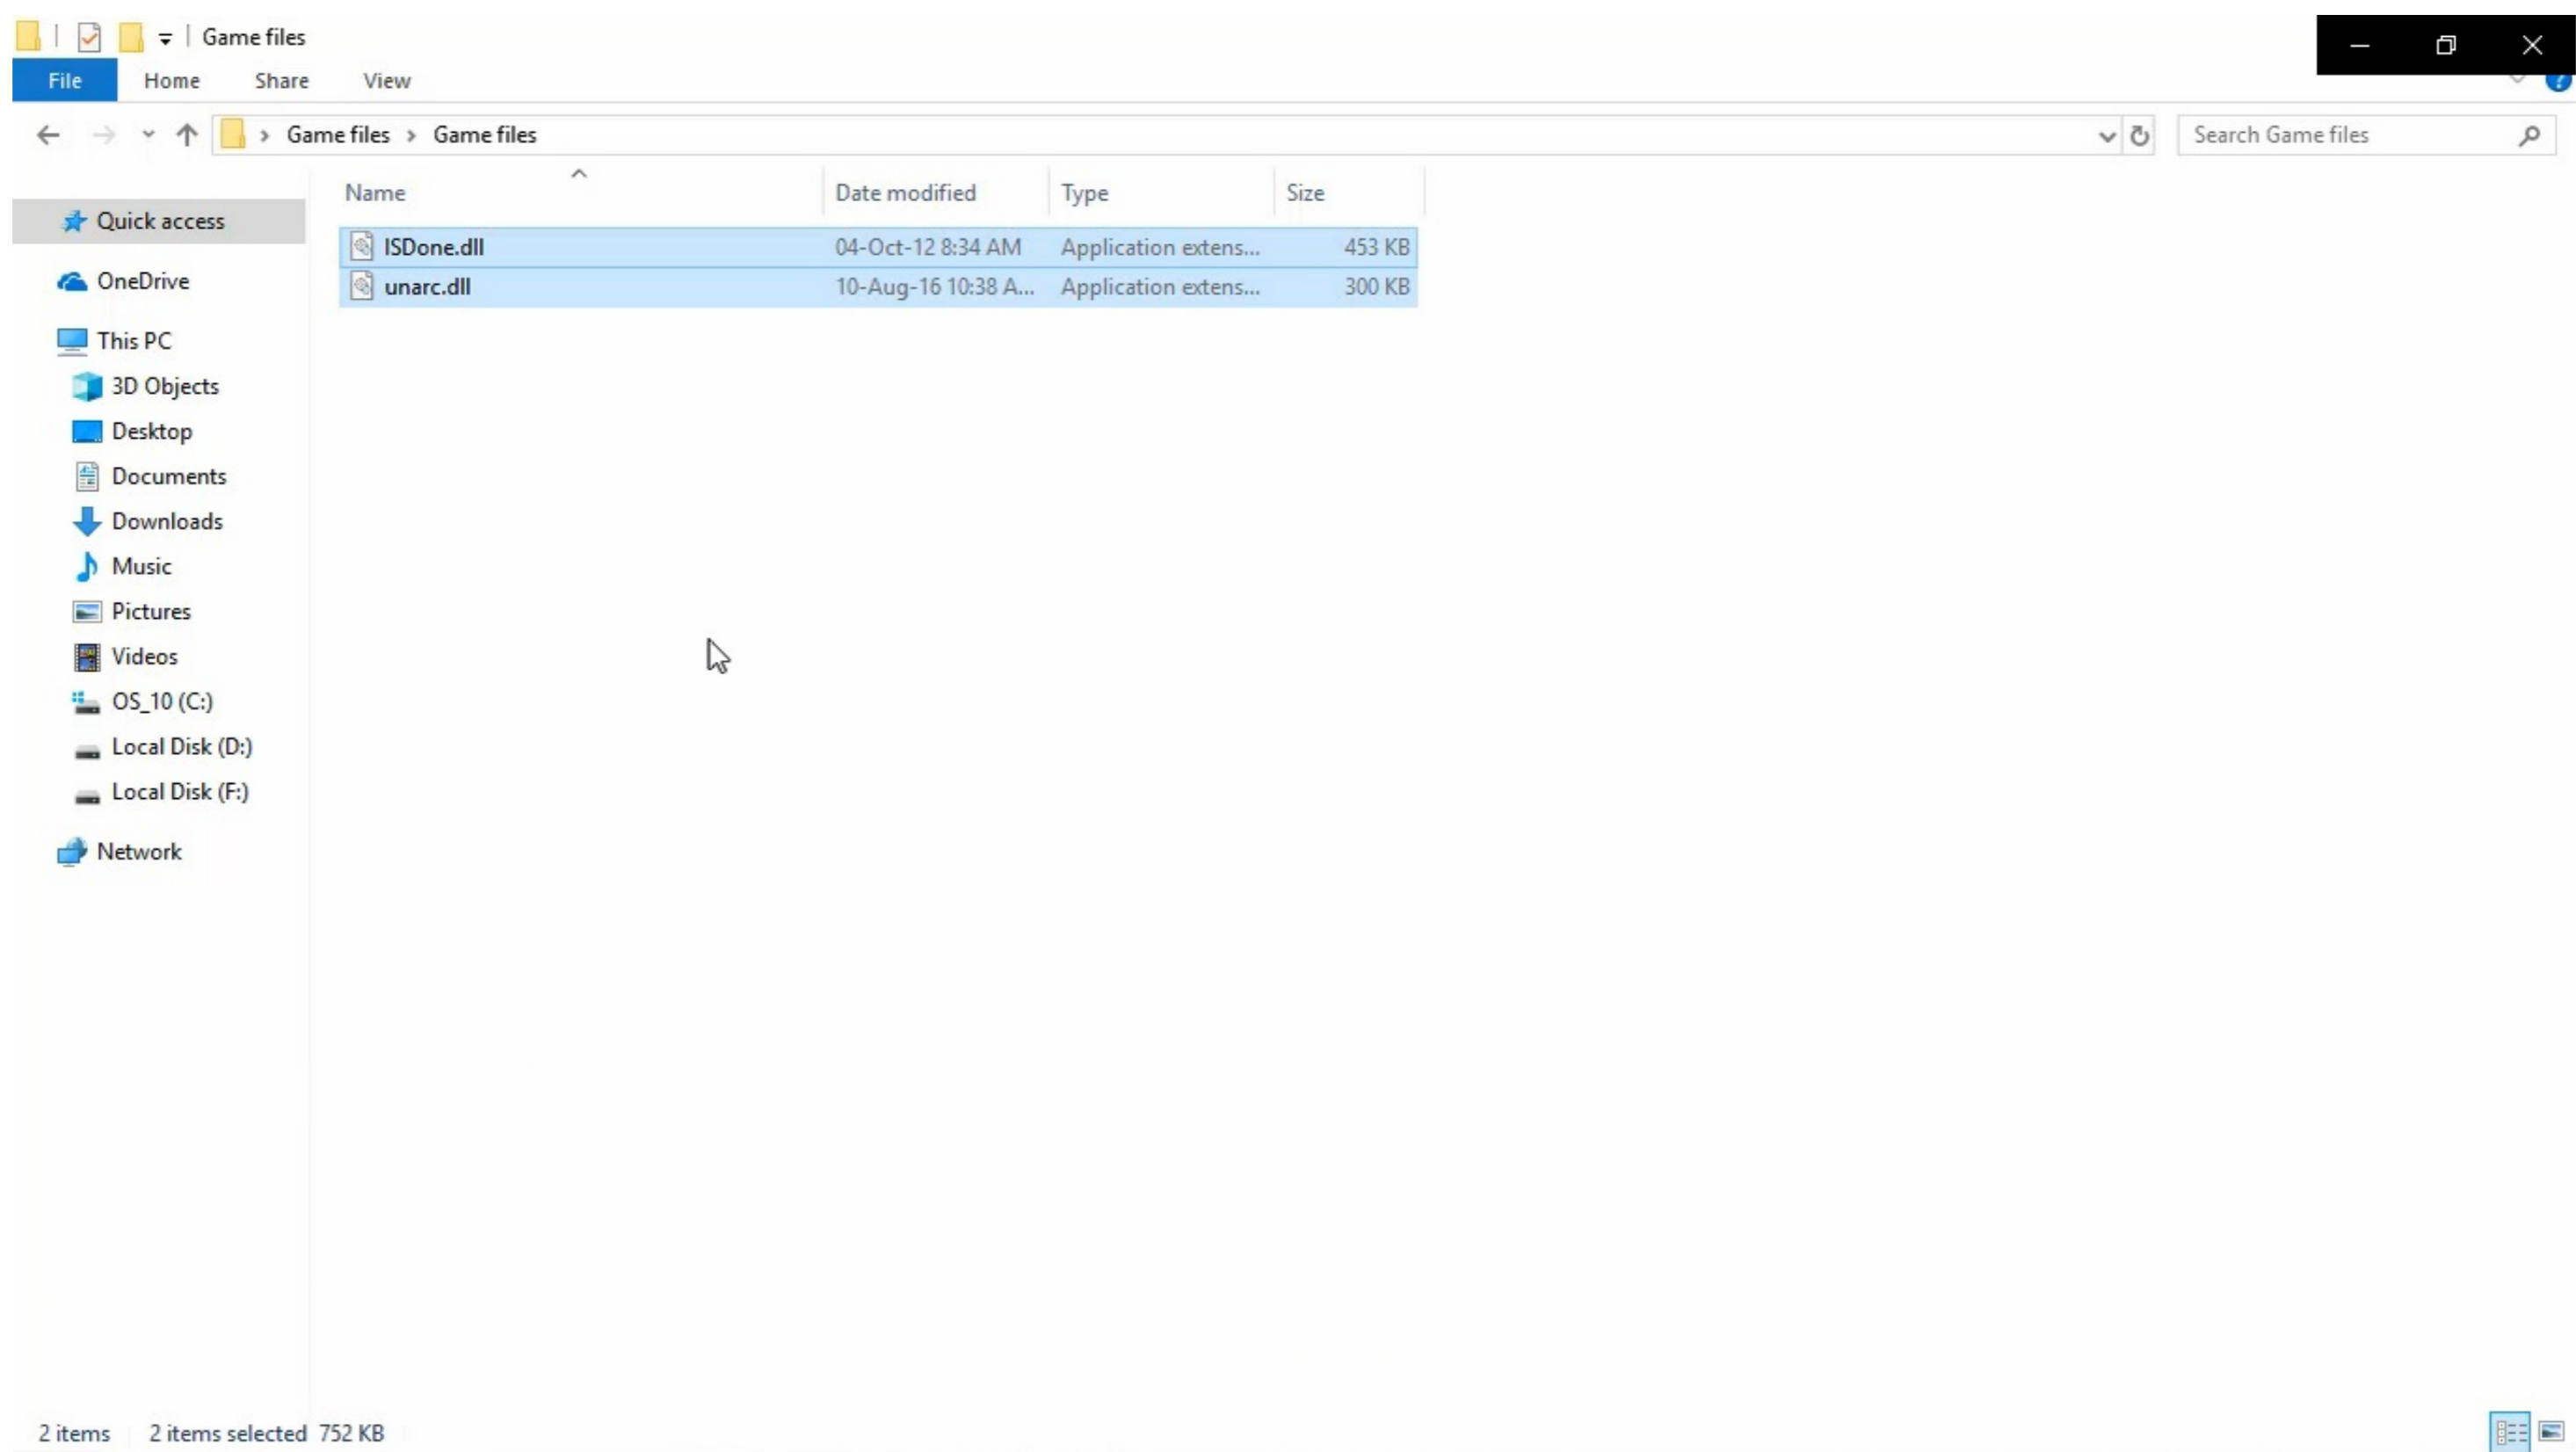 Game files
File Home Share View
Game files › Game files
Search Game files
Name Date modified Type Size
Quick access
ISDone.dll 04-Oct-12 8:34 AM Application extens... 453 KB
unarc.dll 10-Aug-16 10:38 A... Application extens... 300 KB
OneDrive
This PC
3D Objects
Desktop
Documents
Downloads
Music
Pictures
Videos
OS_10 (C:)
Local Disk (D:)
Local Disk (F:)
Network
2 items 2 items selected 752 KB